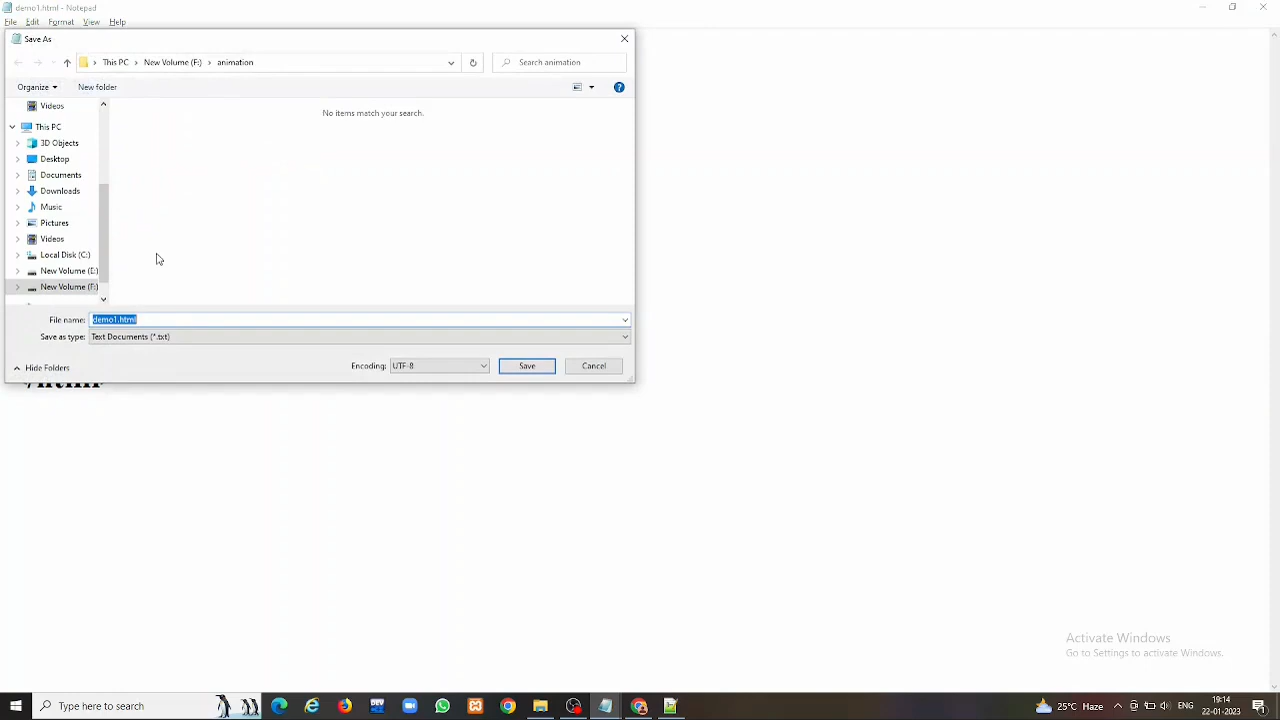 demo1.html - Notepad
File Edit Format View Help
Save As
This PC New Volume (F:) animation
Search animation
Organize New folder
Videos
No items match your search.
This PC
3D Objects
Desktop
Documents
Downloads
Music
Pictures
Videos
Local Disk (C:)
New Volume (E:)
New Volume (F:)
File name: demo1.html
Save as type: Text Documents (*.txt)
Hide Folders Encoding: UTF-8 Save Cancel
Activate Windows
Go to Settings to activate Windows.
Type here to search
25°C Haze ENG 19:14
22-01-2023